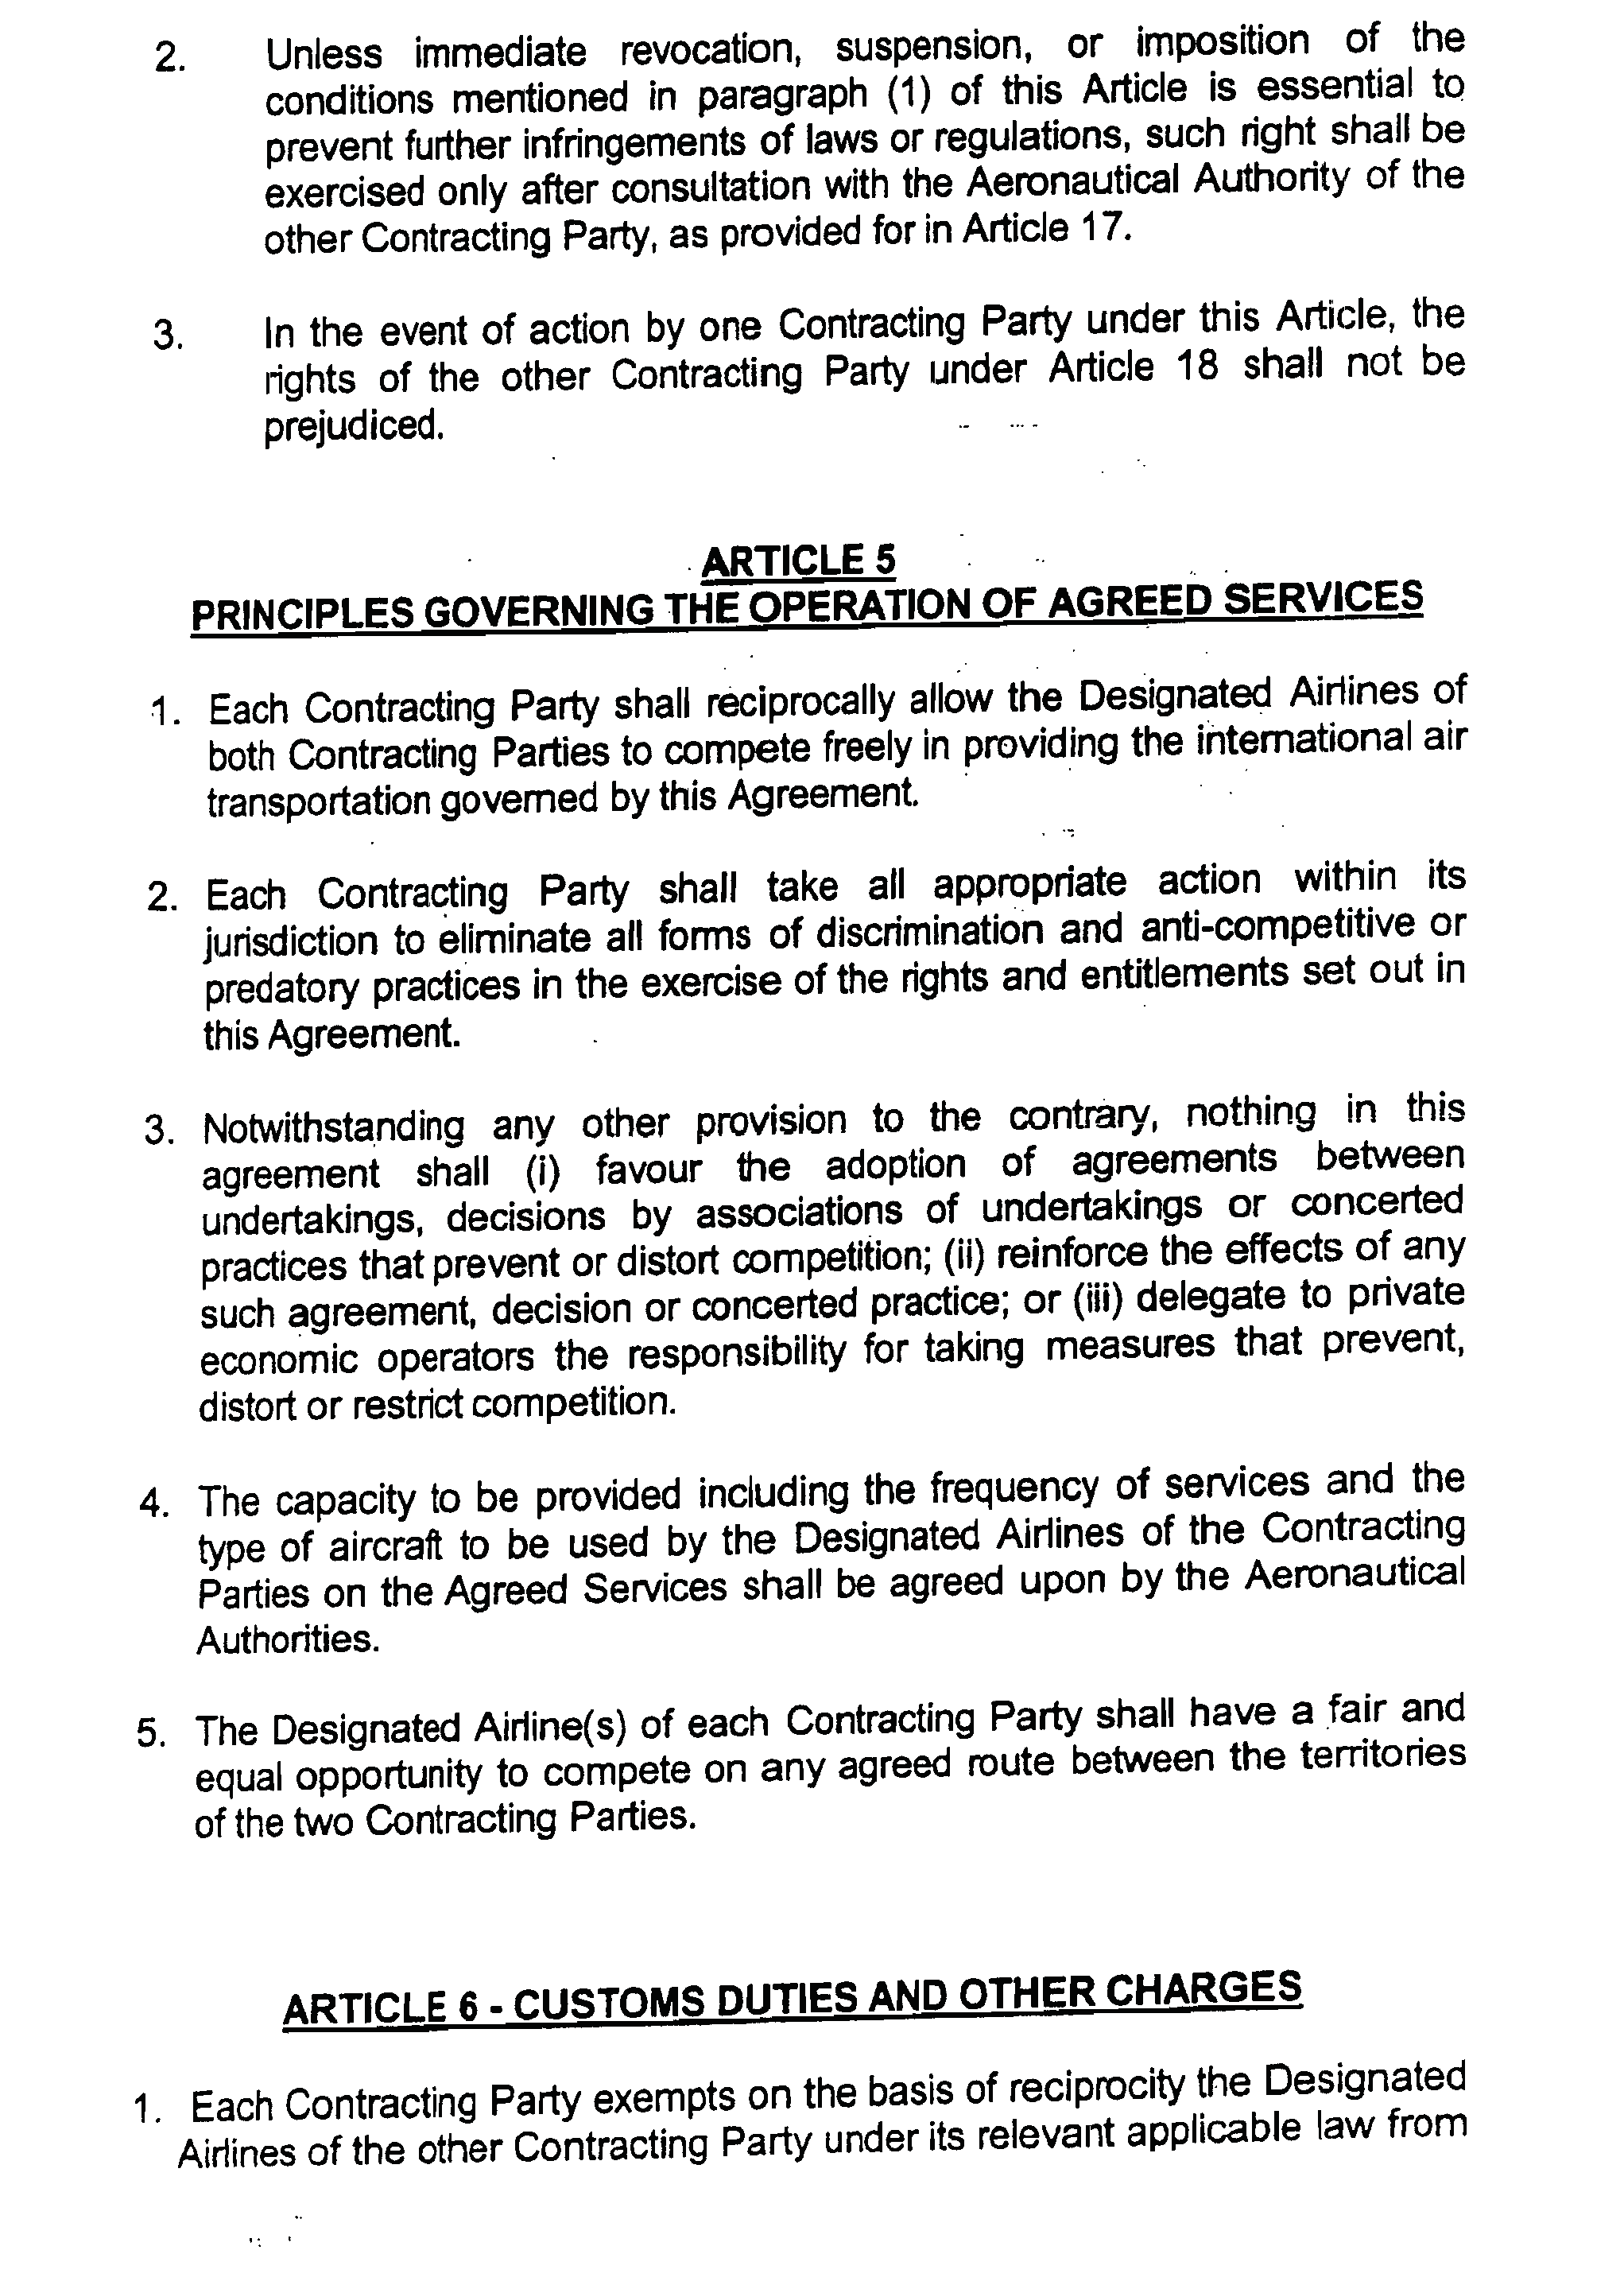 2. Unless immediate revocation, suspension, or imposition of the
conditions mentioned in paragraph (1) of this Article is essential to
prevent further infringements of laws or regulations, such right shall be
exercised only after consultation with the Aeronautical Authority of the
other Contracting Party, as provided for in Article 17.
3. In the event of action by one Contracting Party under this Article, the
rights of the other Contracting Party under Article 18 shall not be
prejudiced.
ARTICLE 5
PRINCIPLES GOVERNING THE OPERATION OF AGREED SERVICES
1. Each Contracting Party shall reciprocally allow the Designated Airlines of
both Contracting Parties to compete freely in providing the international air
transportation governed by this Agreement.
2. Each Contracting Party shall take all appropriate action within its
jurisdiction to eliminate all forms of discrimination and anti-competitive or
predatory practices in the exercise of the rights and entitlements set out in
this Agreement.
3. Notwithstanding any other provision to the contrary, nothing in this
agreement shall (i) favour the adoption of agreements between
undertakings, decisions by associations of undertakings or concerted
practices that prevent or distort competition; (ii) reinforce the effects of any
such agreement, decision or concerted practice; or (iii) delegate to private
economic operators the responsibility for taking measures that prevent,
distort or restrict competition.
4. The capacity to be provided including the frequency of services and the
type of aircraft to be used by the Designated Airlines of the Contracting
Parties on the Agreed Services shall be agreed upon by the Aeronautical
Authorities.
5. The Designated Airline(s) of each Contracting Party shall have a fair and
equal opportunity to compete on any agreed route between the territories
of the two Contracting Parties.
ARTICLE 6 - CUSTOMS DUTIES AND OTHER CHARGES
1. Each Contracting Party exempts on the basis of reciprocity the Designated
Airlines of the other Contracting Party under its relevant applicable law from